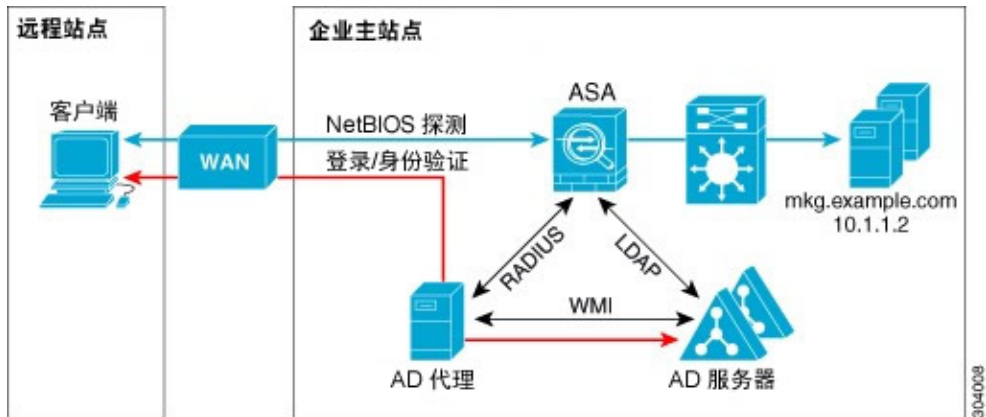 远程站点
企业主站点
客户端
ASA
NetBIOS 探测
WAN
登录/身份验证
mkg.example.com
10.1.1.2
RADIUS
LDAP
WMI
AD 代理
AD 服务器
304008